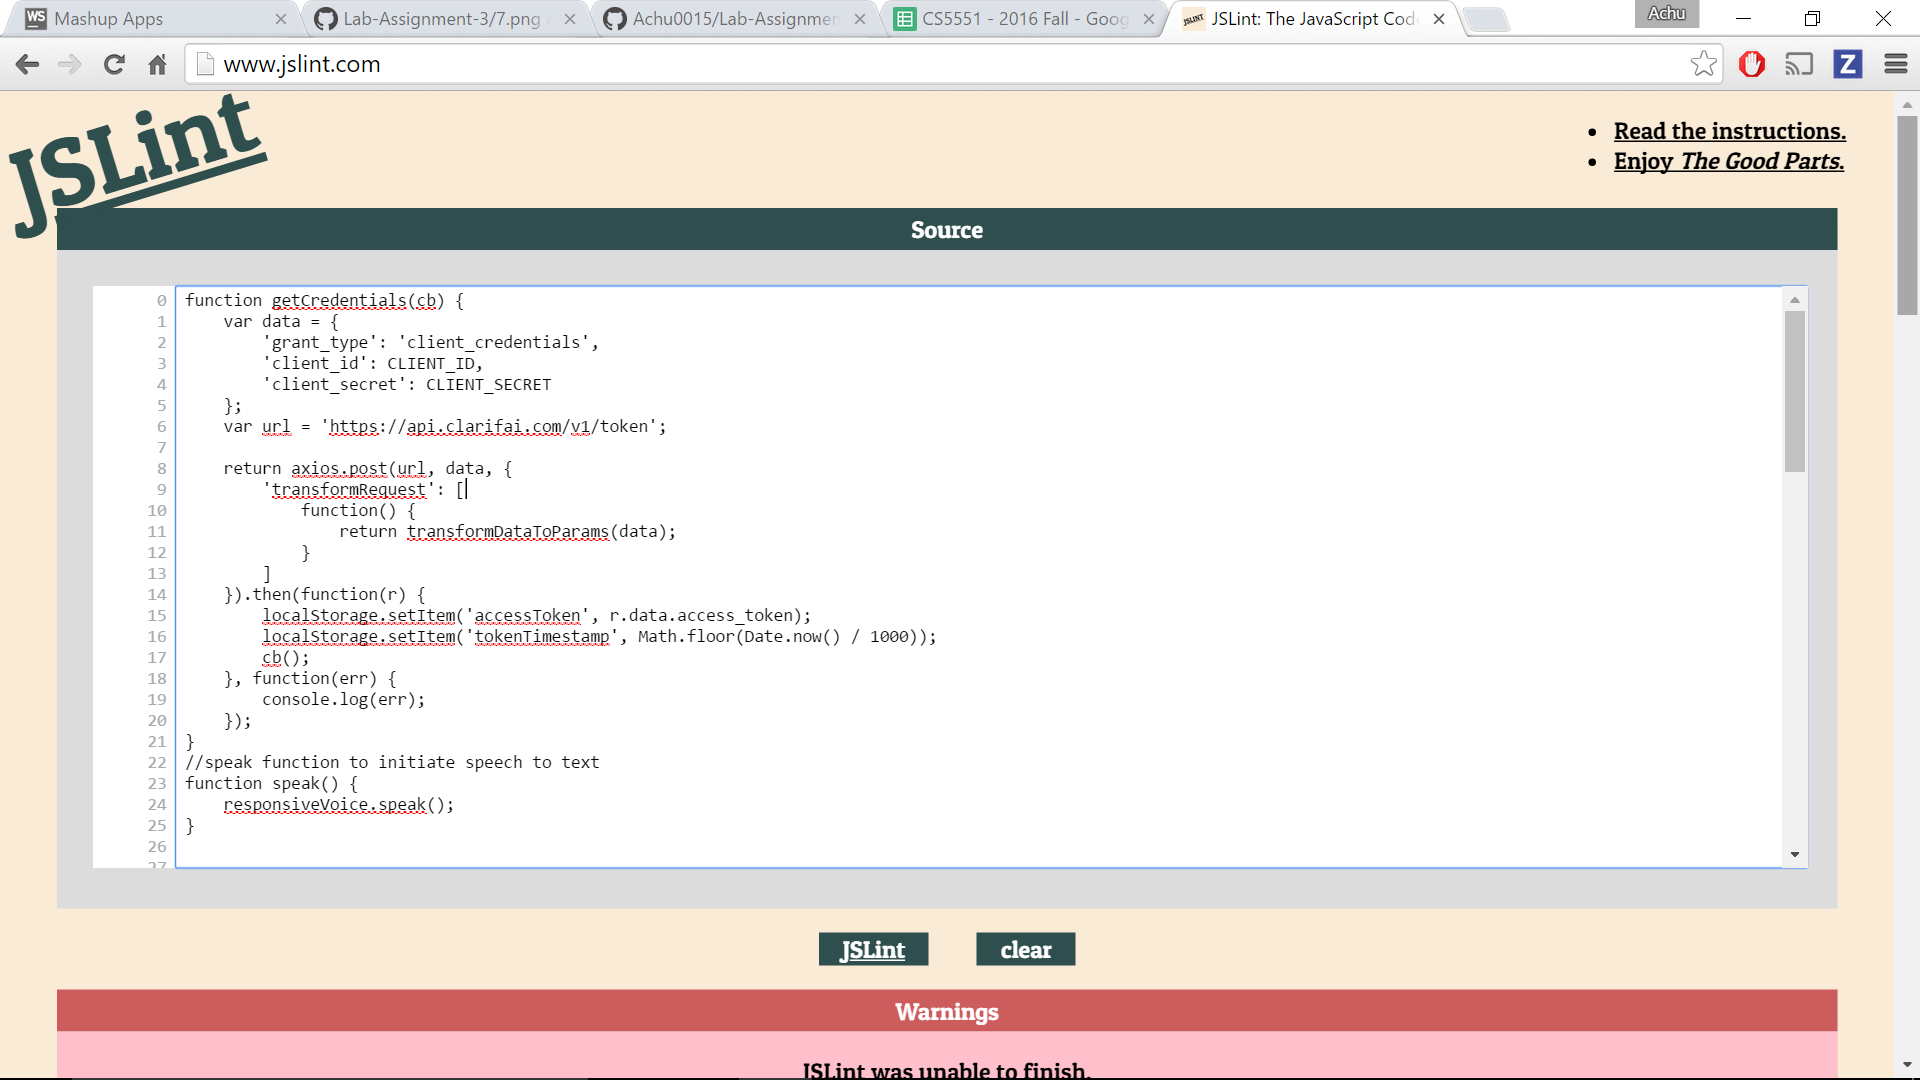 Mashup Apps
Lab-Assignment-3/7.png a
Achu0015/Lab-Assignmen
CS5551 - 2016 Fall - Goog
JSLint: The JavaScript Cod
Achu
www.jslint.com
JSLint
Read the instructions.
Enjoy The Good Parts.
Source
0 function getCredentials(cb) {
1     var data = {
2         'grant_type': 'client_credentials',
3         'client_id': CLIENT_ID,
4         'client_secret': CLIENT_SECRET
5     };
6     var url = 'https://api.clarifai.com/v1/token';
7
8     return axios.post(url, data, {
9         'transformRequest': [
10             function() {
11                 return transformDataToParams(data);
12             }
13         ]
14     }).then(function(r) {
15         localStorage.setItem('accessToken', r.data.access_token);
16         localStorage.setItem('tokenTimestamp', Math.floor(Date.now() / 1000));
17         cb();
18     }, function(err) {
19         console.log(err);
20     });
21 }
22 //speak function to initiate speech to text
23 function speak() {
24     responsiveVoice.speak();
25 }
26
27
JSLint clear
Warnings
JSLint was unable to finish.